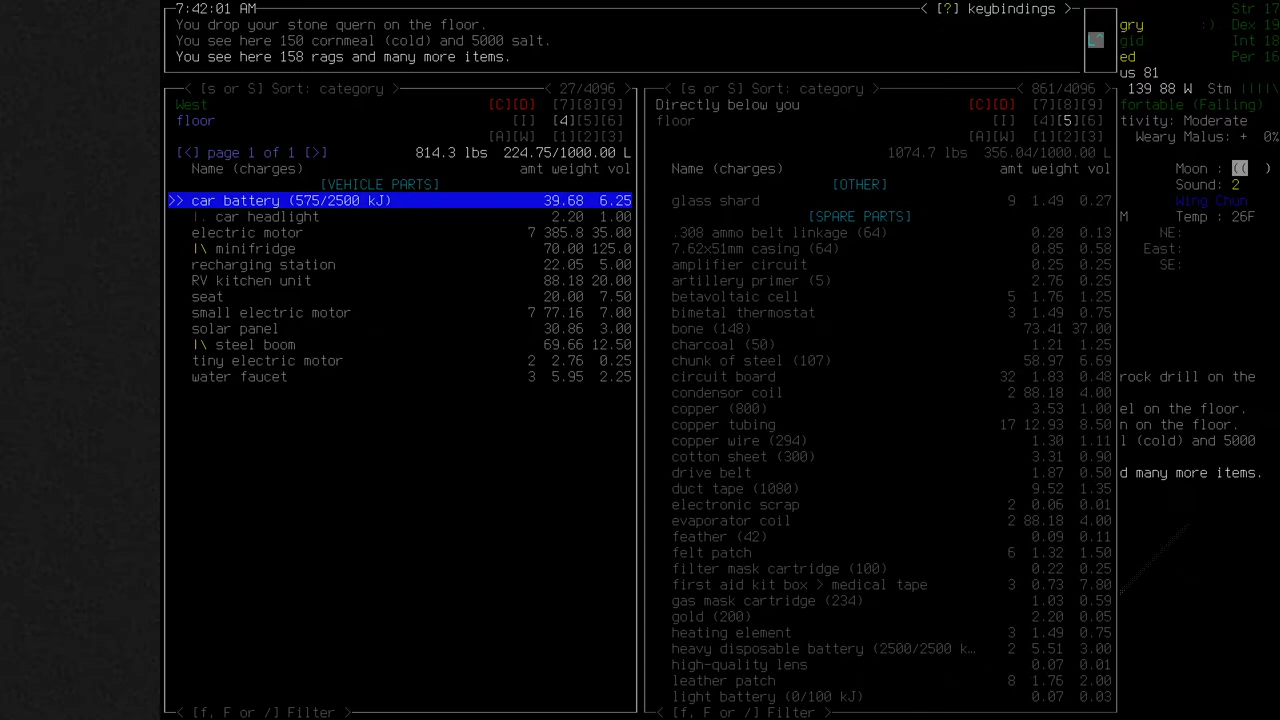 7:42:01 AM
< [?] keybindings >
You drop your stone quern on the floor.
You see here 150 cornmeal (cold) and 5000 salt.
You see here 158 rags and many more items.
< [s or S] Sort: category > < 27/4096 >
West [C][D] [7][8][9]
floor [I] [4][5][6]
[A][W] [1][2][3]
[<] page 1 of 1 [>] 814.3 lbs 224.75/1000.00 L
Name (charges) amt weight vol
[VEHICLE PARTS]
>> car battery (575/2500 kJ) 39.68 6.25
|. car headlight 2.20 1.00
electric motor 7 385.8 35.00
|\ minifridge 70.00 125.0
recharging station 22.05 5.00
RV kitchen unit 88.18 20.00
seat 20.00 7.50
small electric motor 7 77.16 7.00
solar panel 30.86 3.00
|\ steel boom 69.66 12.50
tiny electric motor 2 2.76 0.25
water faucet 3 5.95 2.25
< [f, F or /] Filter >
< [s or S] Sort: category > < 861/4096 >
Directly below you [C][D] [7][8][9]
floor [I] [4][5][6]
[A][W] [1][2][3]
1074.7 lbs 356.04/1000.00 L
Name (charges) amt weight vol
[OTHER]
glass shard 9 1.49 0.27
[SPARE PARTS]
.308 ammo belt linkage (64) 0.28 0.13
7.62x51mm casing (64) 0.85 0.58
amplifier circuit 0.25 0.25
artillery primer (5) 2.76 0.25
betavoltaic cell 5 1.76 1.25
bimetal thermostat 3 1.49 0.75
bone (148) 73.41 37.00
charcoal (50) 1.21 1.25
chunk of steel (107) 58.97 6.69
circuit board 32 1.83 0.48
condensor coil 2 88.18 4.00
copper (800) 3.53 1.00
copper tubing 17 12.93 8.50
copper wire (294) 1.30 1.11
cotton sheet (300) 3.31 0.90
drive belt 1.87 0.50
duct tape (1080) 9.52 1.35
electronic scrap 2 0.06 0.01
evaporator coil 2 88.18 4.00
feather (42) 0.09 0.11
felt patch 6 1.32 1.50
filter mask cartridge (100) 0.22 0.25
first aid kit box > medical tape 3 0.73 7.80
gas mask cartridge (234) 1.03 0.59
gold (200) 2.20 0.05
heating element 3 1.49 0.75
heavy disposable battery (2500/2500 k… 2 5.51 3.00
high-quality lens 0.07 0.01
leather patch 8 1.76 2.00
light battery (0/100 kJ) 0.07 0.03
< [f, F or /] Filter >
Str 17
gry :) Dex 19
gid Int 18
ed Per 16
us 81
139 88 W Stm
fortable (Falling)
tivity: Moderate
Weary Malus: + 0%
Moon : (( )
Sound: 2
Wing Chun
M Temp : 26F
NE:
East:
SE:
rock drill on the
el on the floor.
n on the floor.
l (cold) and 5000
d many more items.